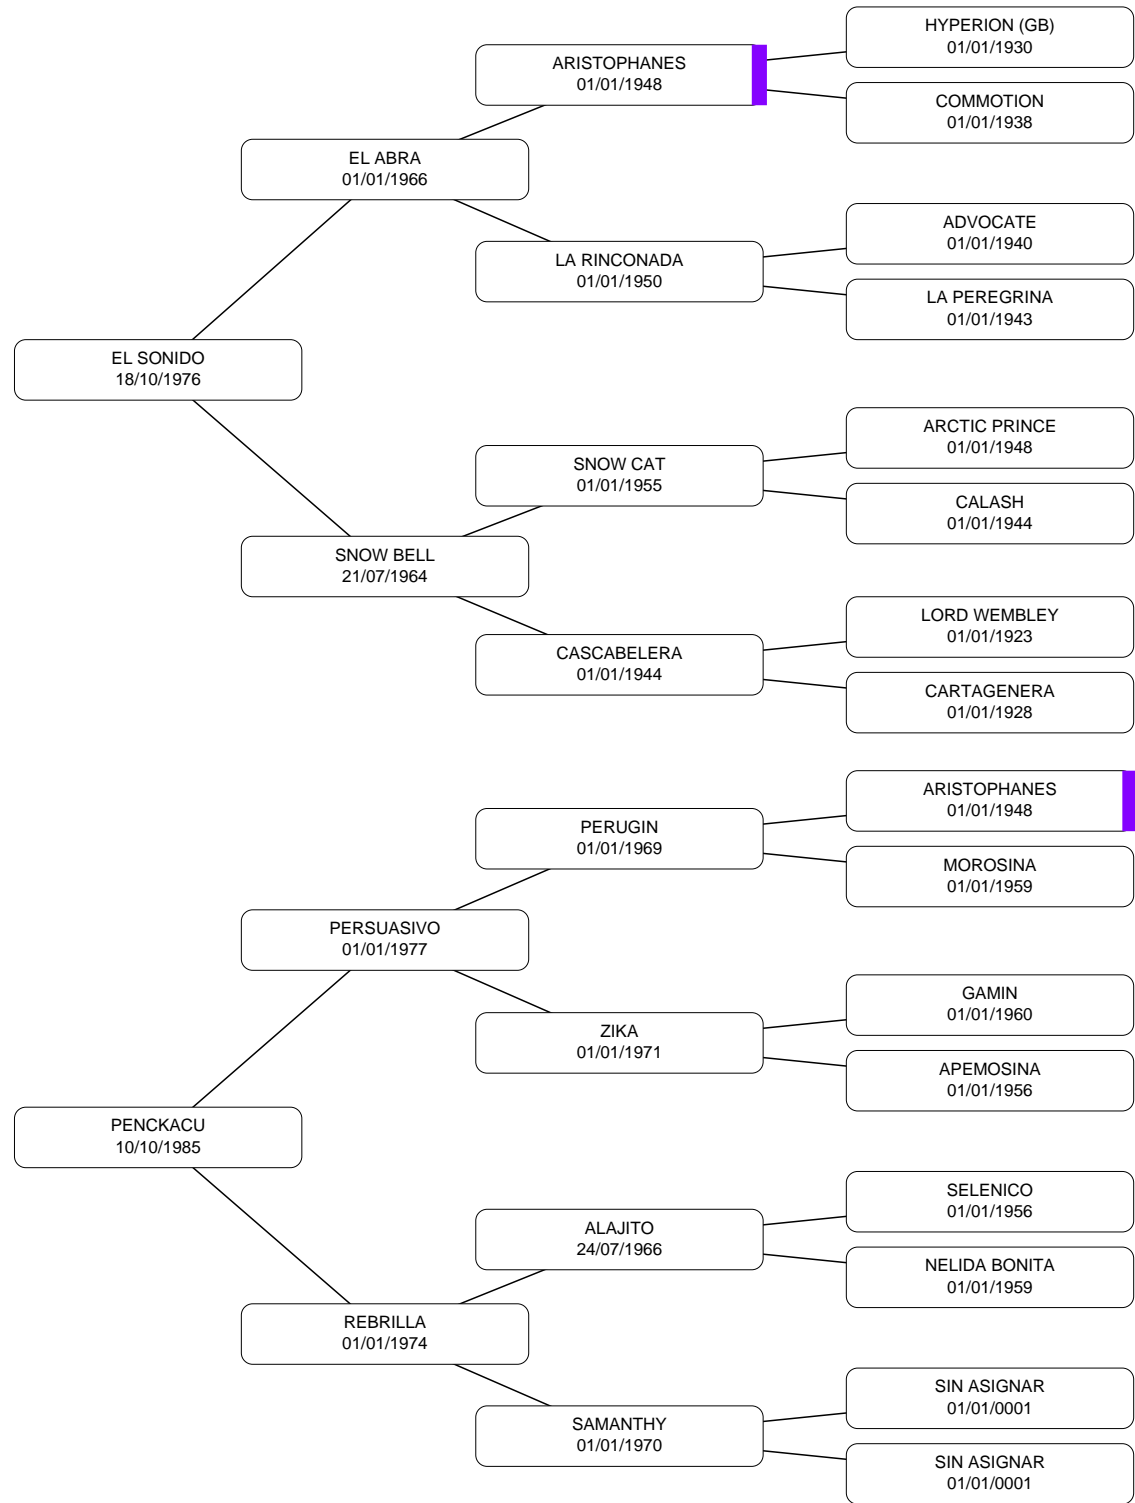 HYPERION (GB)
01/01/1930
ARISTOPHANES
01/01/1948
COMMOTION
01/01/1938
EL ABRA
01/01/1966
ADVOCATE
01/01/1940
LA RINCONADA
01/01/1950
LA PEREGRINA
01/01/1943
EL SONIDO
18/10/1976
ARCTIC PRINCE
01/01/1948
SNOW CAT
01/01/1955
CALASH
01/01/1944
SNOW BELL
21/07/1964
LORD WEMBLEY
01/01/1923
CASCABELERA
01/01/1944
CARTAGENERA
01/01/1928
ARISTOPHANES
01/01/1948
PERUGIN
01/01/1969
MOROSINA
01/01/1959
PERSUASIVO
01/01/1977
GAMIN
01/01/1960
ZIKA
01/01/1971
APEMOSINA
01/01/1956
PENCKACU
10/10/1985
SELENICO
01/01/1956
ALAJITO
24/07/1966
NELIDA BONITA
01/01/1959
REBRILLA
01/01/1974
SIN ASIGNAR
01/01/0001
SAMANTHY
01/01/1970
SIN ASIGNAR
01/01/0001